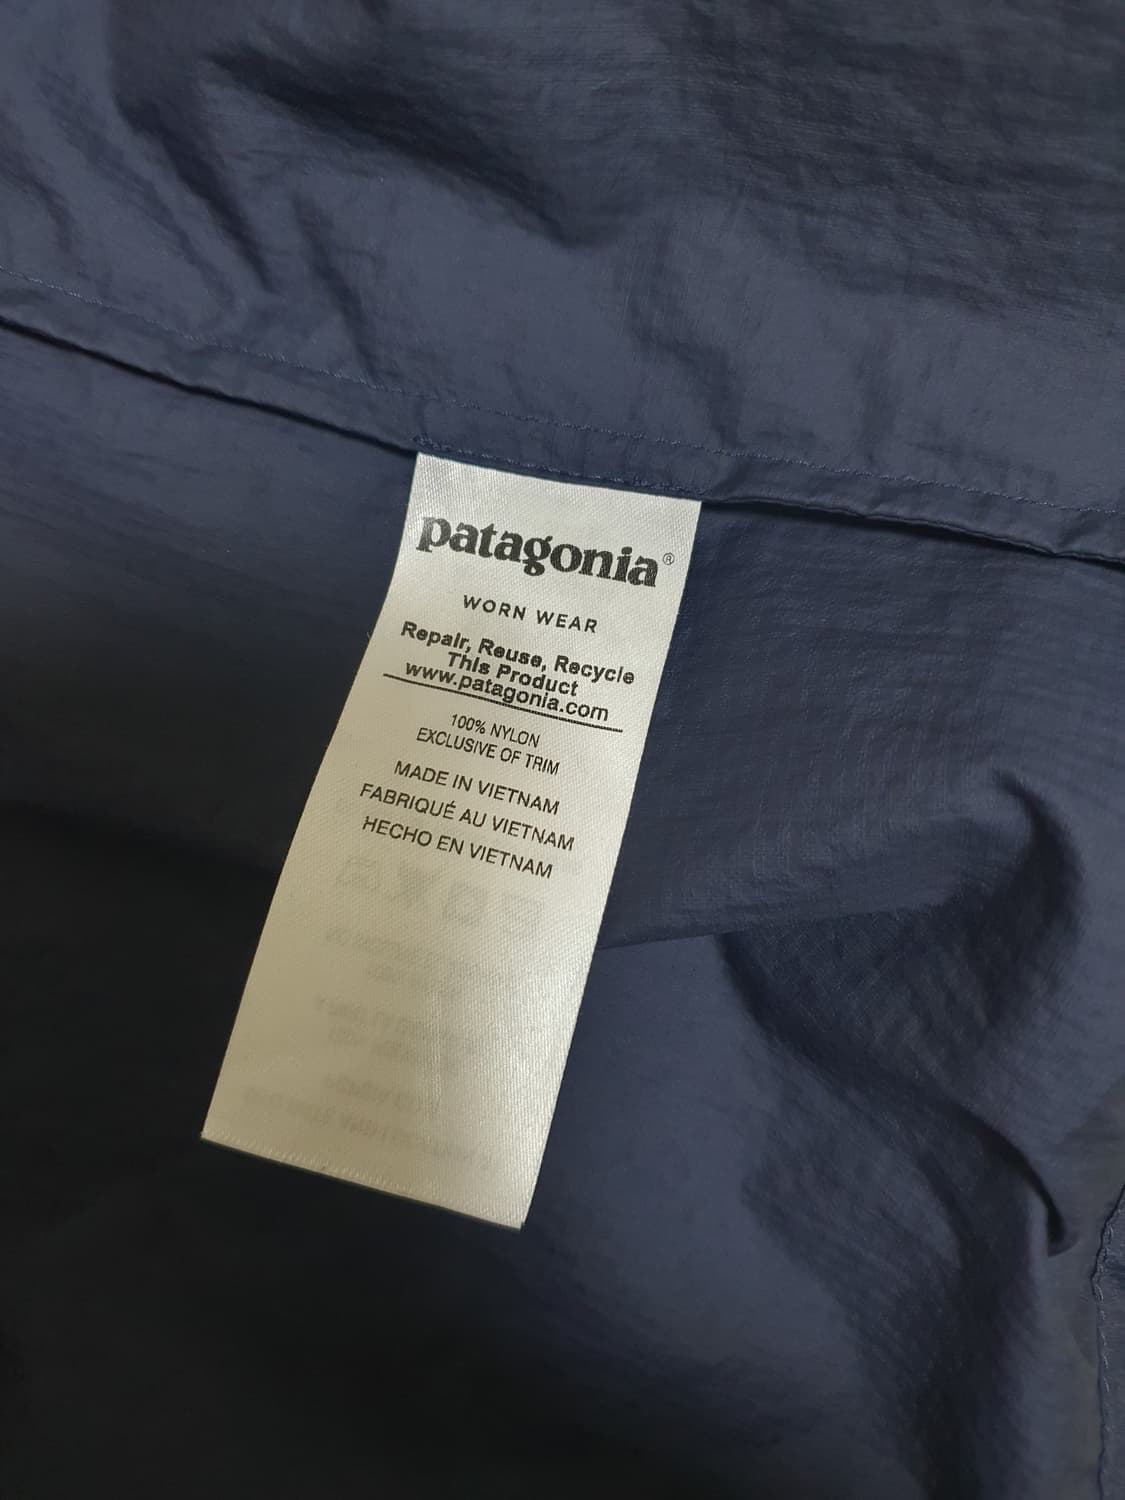 patagonia®
WORN WEAR
Repair, Reuse, Recycle
This Product
www.patagonia.com
100% NYLON
EXCLUSIVE OF TRIM
MADE IN VIETNAM
FABRIQUÉ AU VIETNAM
HECHO EN VIETNAM